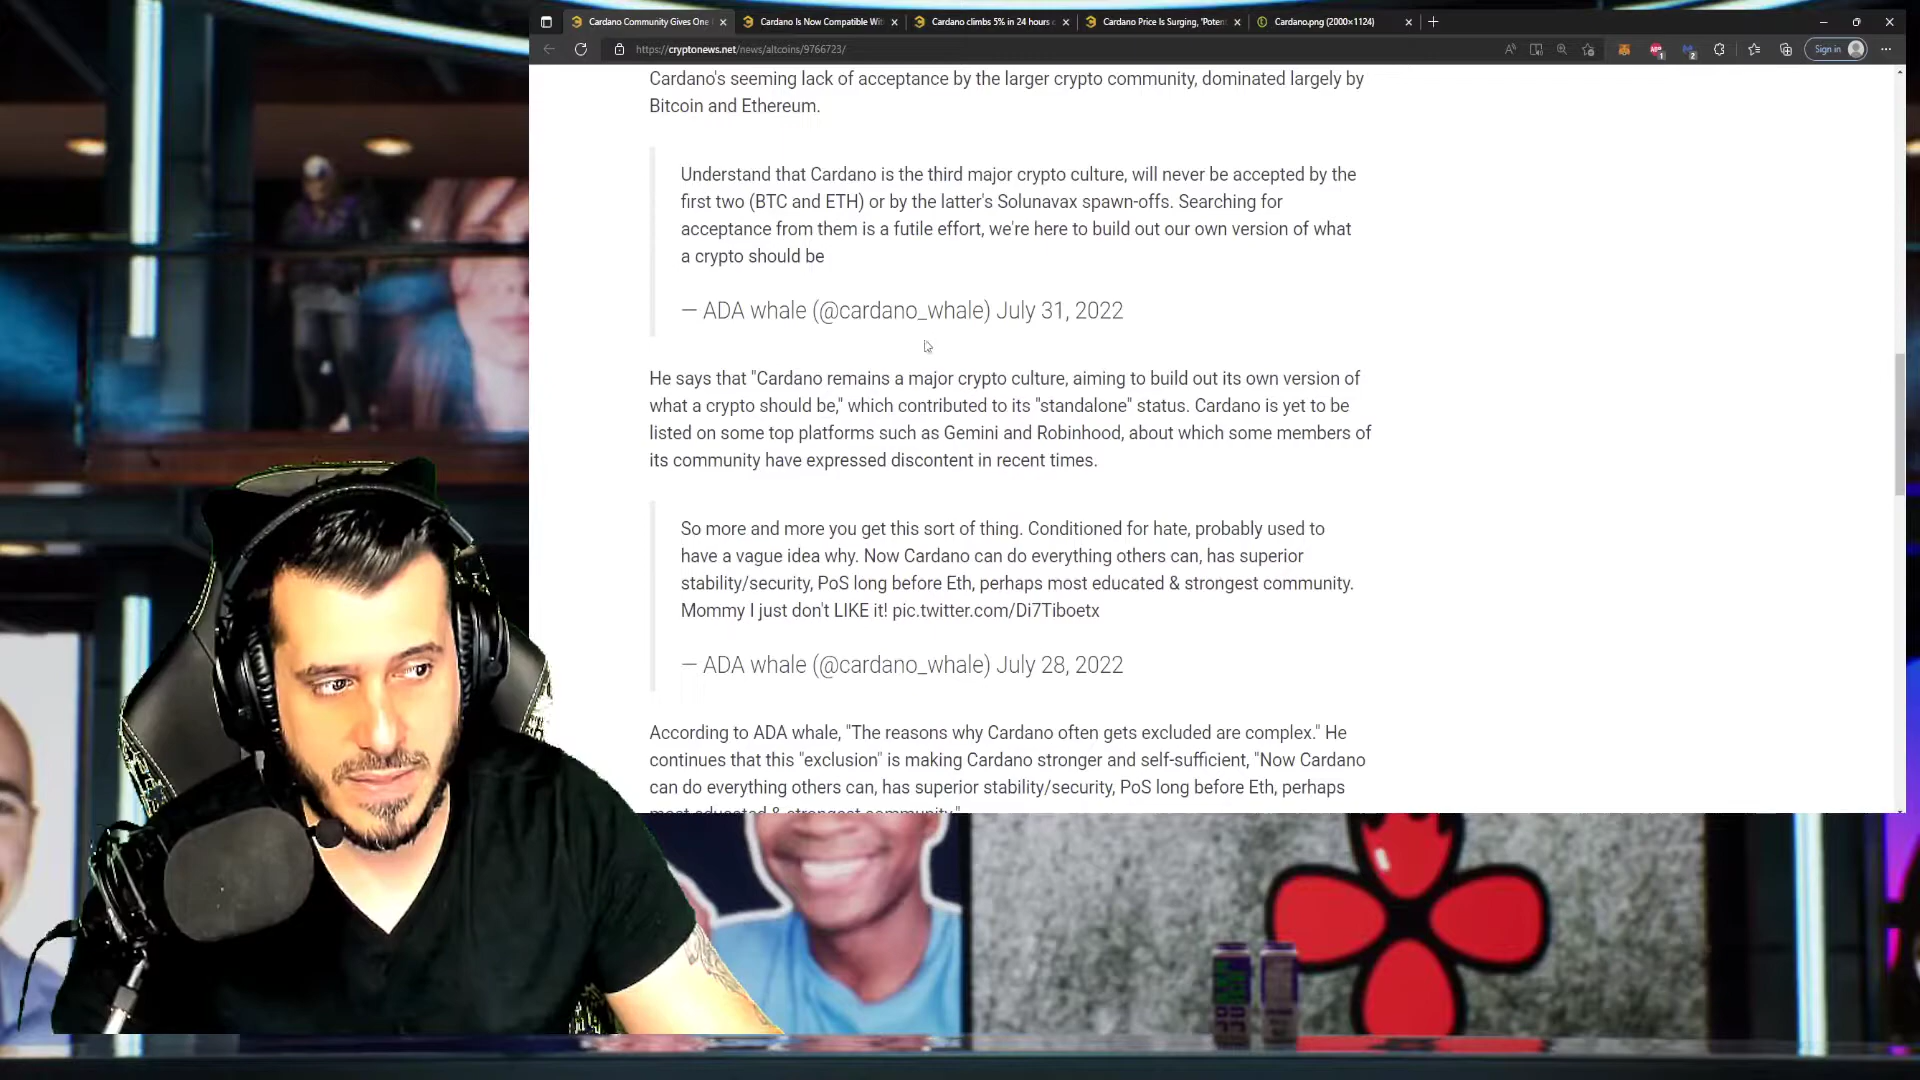 Cardano Community Gives One
Cardano Is Now Compatible Wit
Cardano climbs 5% in 24 hours
Cardano Price Is Surging, "Poten
Cardano.png (2000×1124)
https://cryptonews.net/news/altcoins/9766723/
Sign in
Cardano's seeming lack of acceptance by the larger crypto community, dominated largely by
Bitcoin and Ethereum.
Understand that Cardano is the third major crypto culture, will never be accepted by the
first two (BTC and ETH) or by the latter's Solunavax spawn-offs. Searching for
acceptance from them is a futile effort, we're here to build out our own version of what
a crypto should be
— ADA whale (@cardano_whale) July 31, 2022
He says that "Cardano remains a major crypto culture, aiming to build out its own version of
what a crypto should be," which contributed to its "standalone" status. Cardano is yet to be
listed on some top platforms such as Gemini and Robinhood, about which some members of
its community have expressed discontent in recent times.
So more and more you get this sort of thing. Conditioned for hate, probably used to
have a vague idea why. Now Cardano can do everything others can, has superior
stability/security, PoS long before Eth, perhaps most educated & strongest community.
Mommy I just don't LIKE it! pic.twitter.com/Di7Tiboetx
— ADA whale (@cardano_whale) July 28, 2022
According to ADA whale, "The reasons why Cardano often gets excluded are complex." He
continues that this "exclusion" is making Cardano stronger and self-sufficient, "Now Cardano
can do everything others can, has superior stability/security, PoS long before Eth, perhaps
most educated & strongest community."